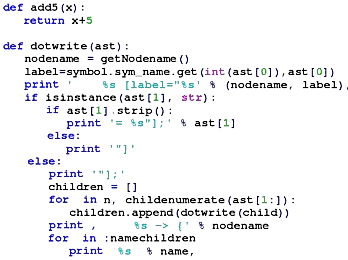 def add5(x):
return x+5
def dotwrite(ast):
nodename = getNodename()
label=symbol.sym_name.get(int(ast[0]),ast[0])
print ' %s [label="%s' % (nodename, label),
if isinstance(ast[1], str):
if ast[1].strip():
print '= %s"];' % ast[1]
else:
print '"]'
else:
print '"];'
children = []
for n, in childenumerate(ast[1:]):
children.append(dotwrite(child))
print , %s -> {' % nodename
for in :namechildren
print '%s' % name,